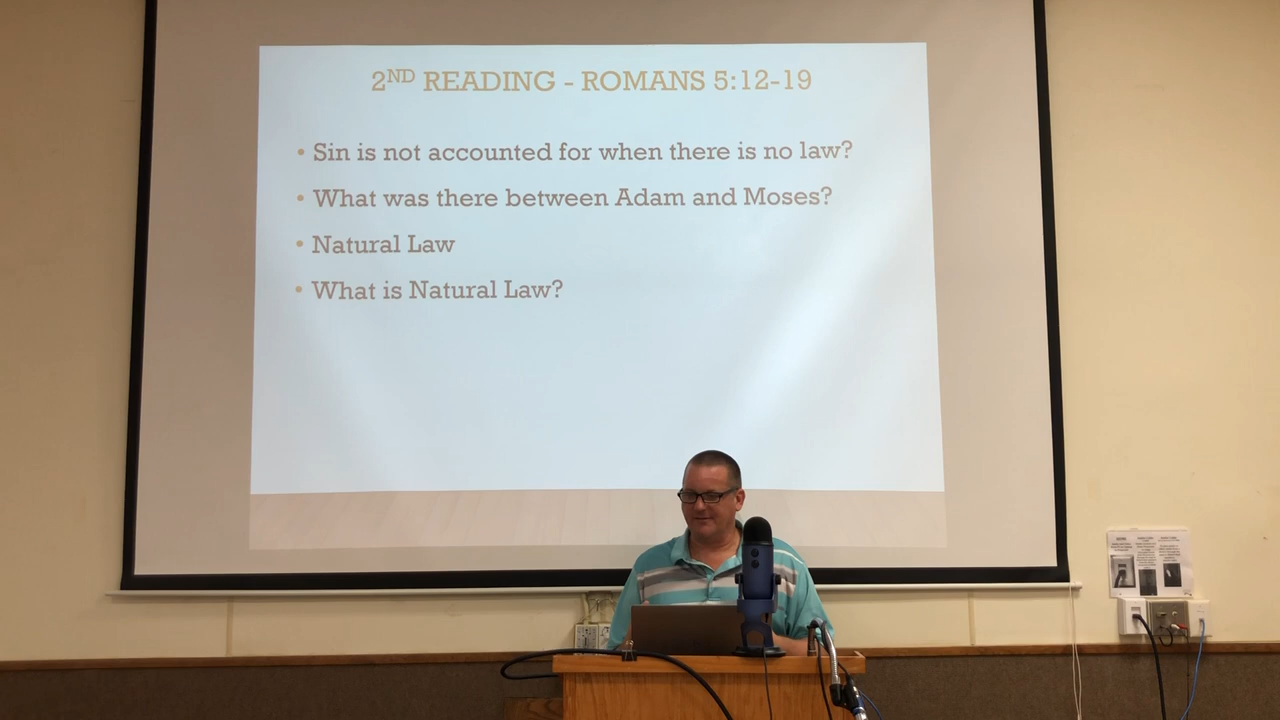 2ND READING - ROMANS 5:12-19
• Sin is not accounted for when there is no law?
• What was there between Adam and Moses?
• Natural Law
• What is Natural Law?